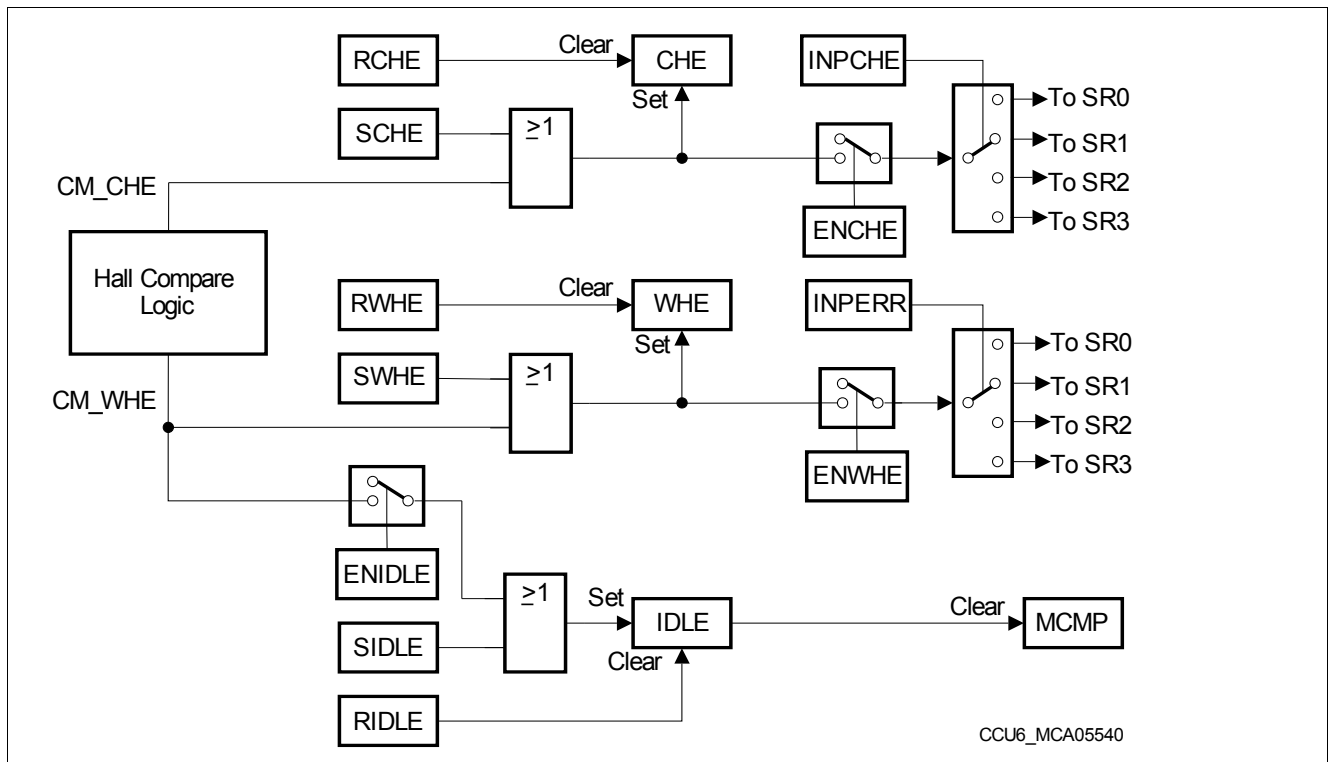 RCHE
Clear
CHE
INPCHE
Set
To SR0
SCHE
≥1
To SR1
CM_CHE
To SR2
ENCHE
To SR3
Hall Compare
Logic
RWHE
Clear
WHE
INPERR
Set
To SR0
SWHE
≥1
To SR1
CM_WHE
To SR2
ENWHE
To SR3
ENIDLE
≥1
Set
IDLE
Clear
MCMP
SIDLE
Clear
RIDLE
CCU6_MCA05540